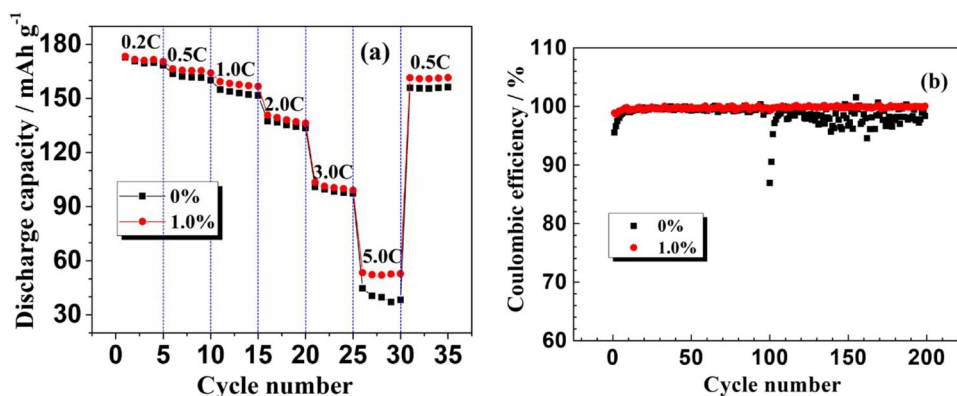 (a)
Discharge capacity / mAh g-1
180
150
120
90
60
30
0.2C
0.5C
1.0C
2.0C
3.0C
5.0C
0.5C
0%
1.0%
0 5 10 15 20 25 30 35
Cycle number
(b)
Coulombic efficiency / %
110
100
90
80
70
60
0%
1.0%
0 50 100 150 200
Cycle number